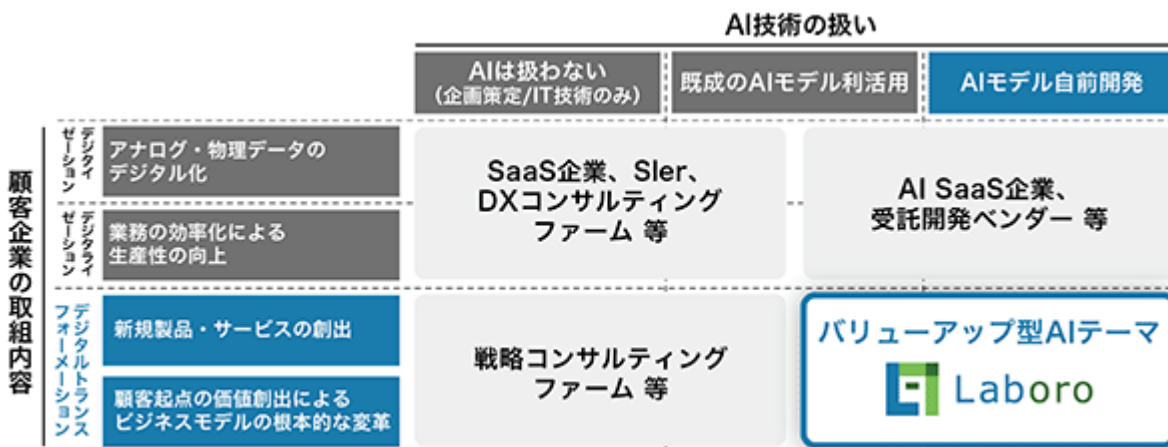 AI技術の扱い
AIは扱わない
(企画策定/IT技術のみ)
既成のAIモデル利活用
AIモデル自前開発
顧客企業の取組内容
デジタイ
ゼーション
アナログ・物理データの
デジタル化
SaaS企業、SIer、
DXコンサルティング
ファーム 等
AI SaaS企業、
受託開発ベンダー 等
デジタライ
ゼーション
業務の効率化による
生産性の向上
デジタルトランス
フォーメーション
新規製品・サービスの創出
戦略コンサルティング
ファーム 等
バリューアップ型AIテーマ
Laboro
顧客起点の価値創出による
ビジネスモデルの根本的な変革